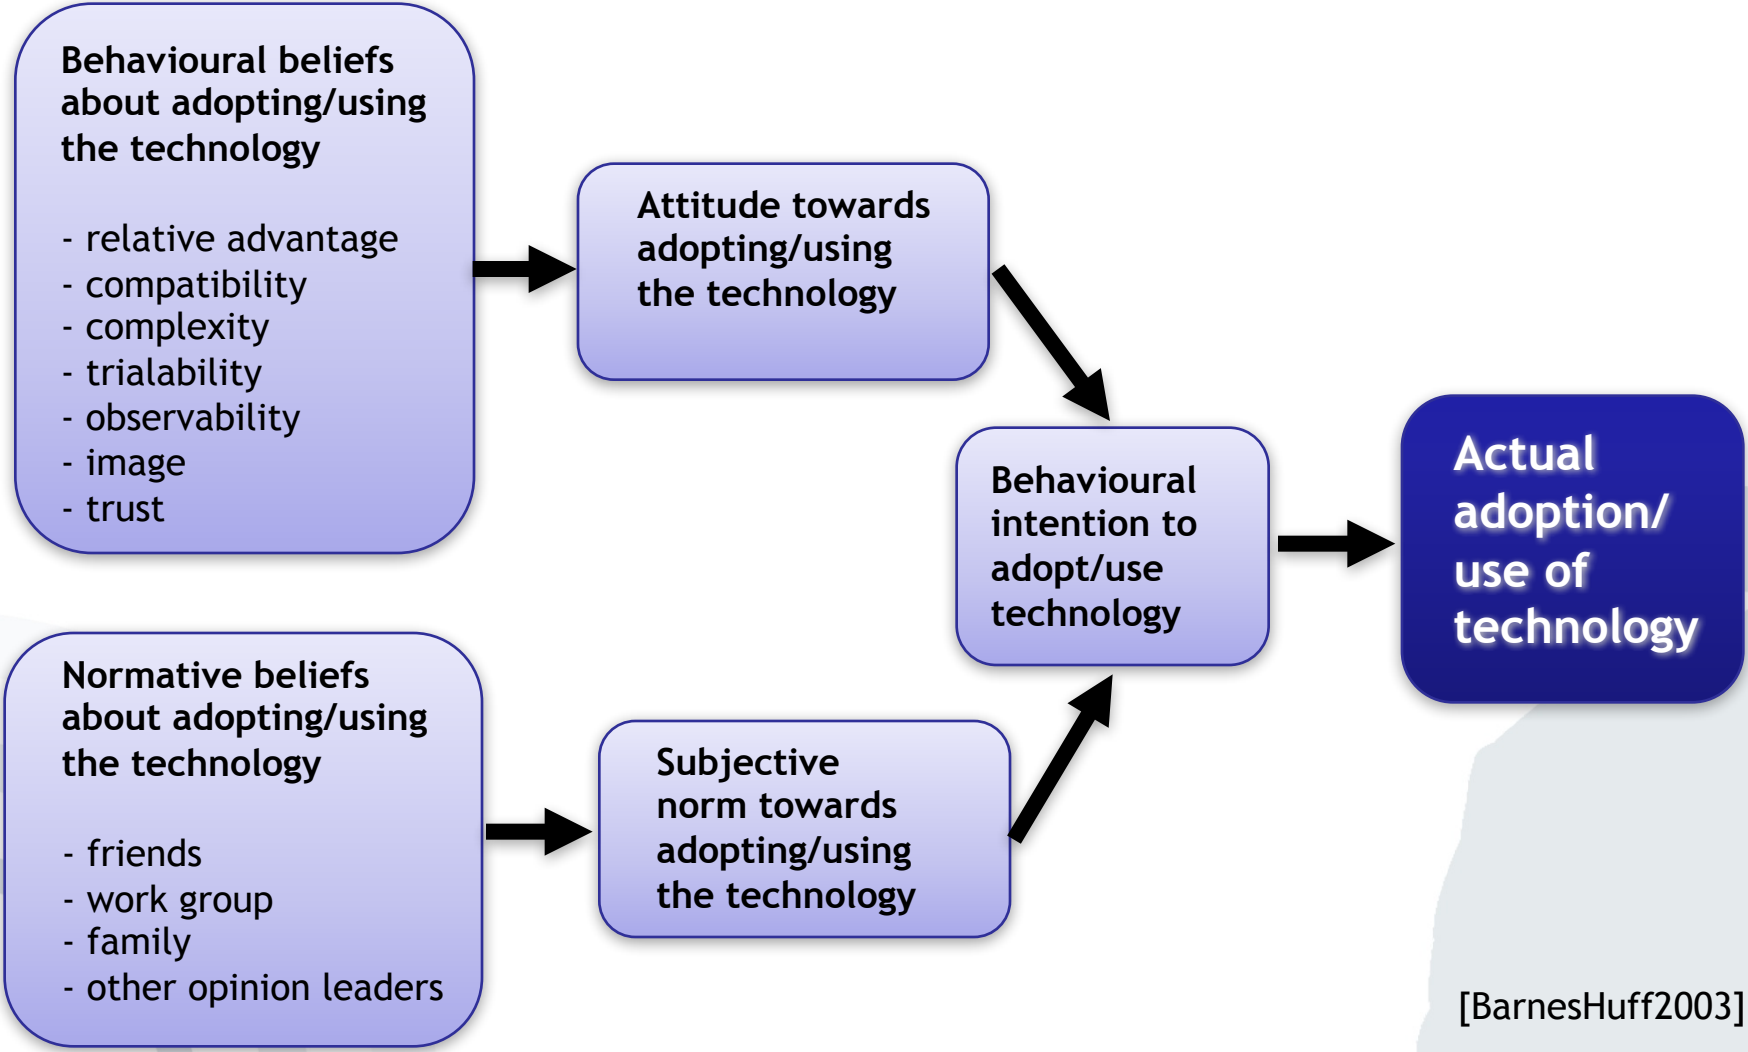 Behavioural beliefs
about adopting/using
the technology
- relative advantage
- compatibility
- complexity
- trialability
- observability
- image
- trust
Attitude towards
adopting/using
the technology
Normative beliefs
about adopting/using
the technology
- friends
- work group
- family
- other opinion leaders
Subjective
norm towards
adopting/using
the technology
Behavioural
intention to
adopt/use
technology
Actual
adoption/
use of
technology
[BarnesHuff2003]